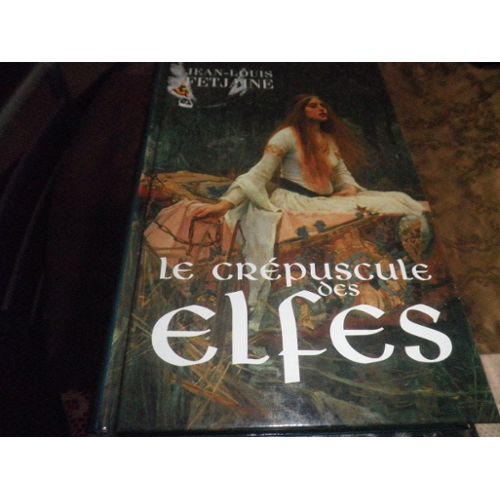 JEAN-LOUIS
FETJAINE
LE CRÉPUSCULE
DES
ELFES